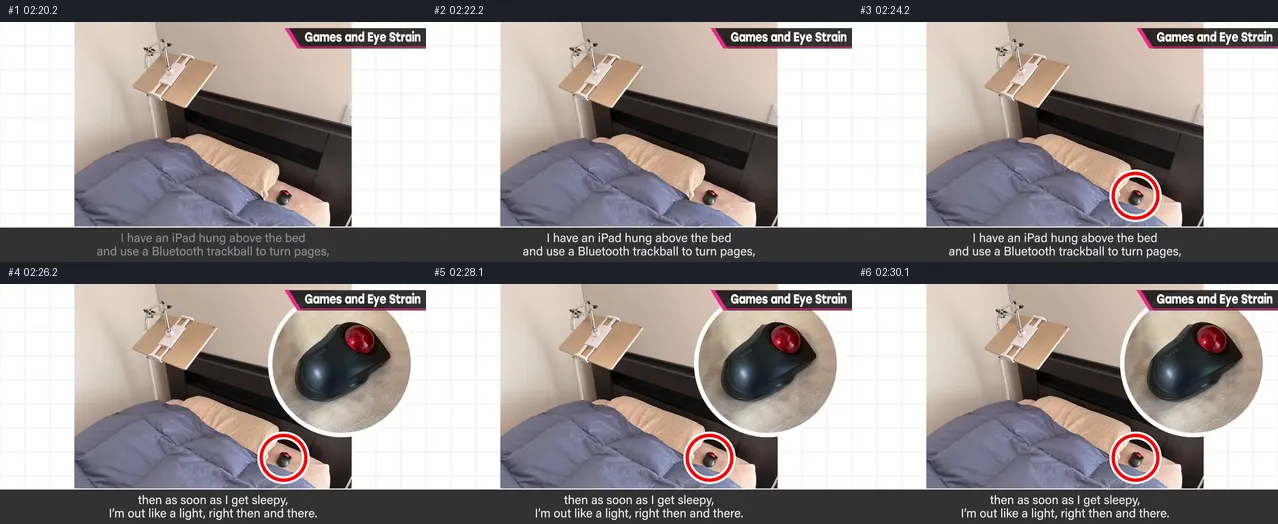 #1 02:20.2
Games and Eye Strain
I have an iPad hung above the bed
and use a Bluetooth trackball to turn pages,
#2 02:22.2
Games and Eye Strain
I have an iPad hung above the bed
and use a Bluetooth trackball to turn pages,
#3 02:24.2
Games and Eye Strain
I have an iPad hung above the bed
and use a Bluetooth trackball to turn pages,
#4 02:26.2
Games and Eye Strain
then as soon as I get sleepy,
I'm out like a light, right then and there.
#5 02:28.1
Games and Eye Strain
then as soon as I get sleepy,
I'm out like a light, right then and there.
#6 02:30.1
Games and Eye Strain
then as soon as I get sleepy,
I'm out like a light, right then and there.